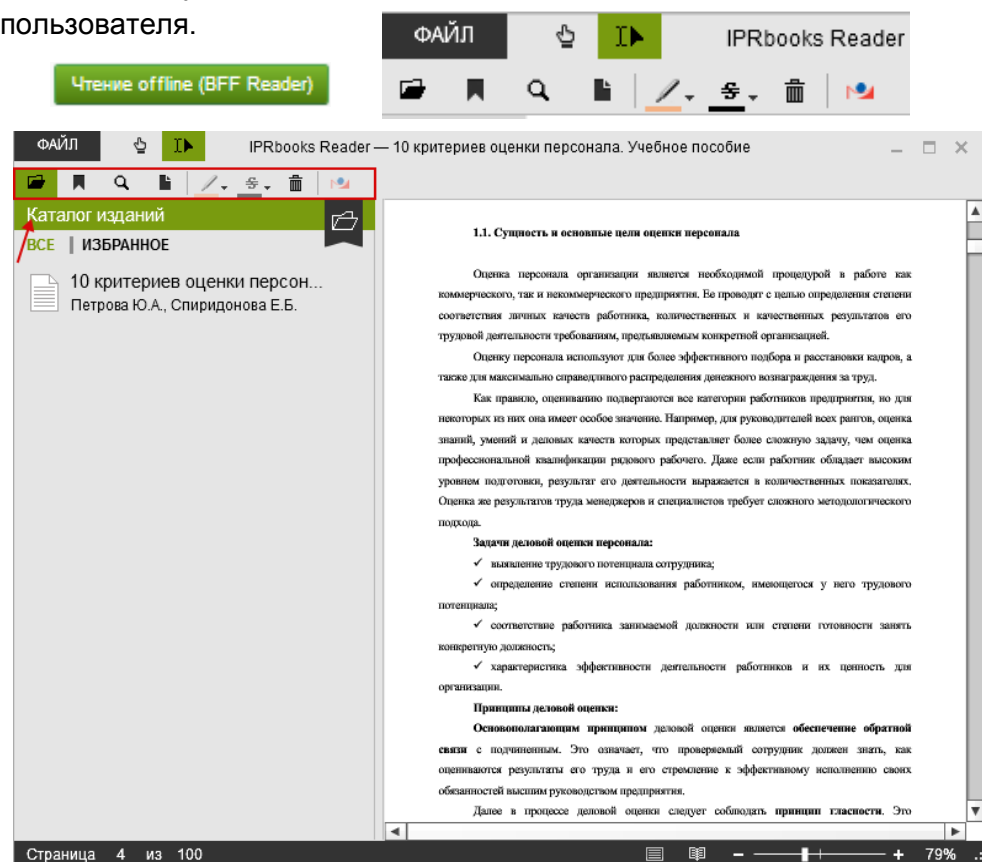 пользователя.
Чтение offline (BFF Reader)
ФАЙЛ IPRbooks Reader
ФАЙЛ IPRbooks Reader — 10 критериев оценки персонала. Учебное пособие
Каталог изданий
ВСЕ | ИЗБРАННОЕ
10 критериев оценки персон...
Петрова Ю.А., Спиридонова Е.Б.
1.1. Сущность и основные цели оценки персонала
Оценка персонала организации является необходимой процедурой в работе как
коммерческого, так и некоммерческого предприятия. Ее проводят с целью определения степени
соответствия личных качеств работника, количественных и качественных результатов его
трудовой деятельности требованиям, предъявляемым конкретной организацией.
Оценку персонала используют для более эффективного подбора и расстановки кадров, а
также для максимально справедливого распределения денежного вознаграждения за труд.
Как правило, оцениванию подвергаются все категории работников предприятия, но для
некоторых из них она имеет особое значение. Например, для руководителей всех рангов, оценка
знаний, умений и деловых качеств которых представляет более сложную задачу, чем оценка
профессиональной квалификации рядового рабочего. Даже если работник обладает высоким
уровнем подготовки, результат его деятельности выражается в количественных показателях.
Оценка же результатов труда менеджеров и специалистов требует сложного методологического
подхода.
Задачи деловой оценки персонала:
✓ выявление трудового потенциала сотрудника;
✓ определение степени использования работником, имеющегося у него трудового
потенциала;
✓ соответствие работника занимаемой должности или степени готовности занять
конкретную должность;
✓ характеристика эффективности деятельности работников и их ценность для
организации.
Принципы деловой оценки:
Основополагающим принципом деловой оценки является обеспечение обратной
связи с подчиненным. Это означает, что проверяемый сотрудник должен знать, как
оцениваются результаты его труда и его стремление к эффективному исполнению своих
обязанностей высшим руководством предприятия.
Далее в процессе деловой оценки следует соблюдать принцип гласности. Это
Страница 4 из 100 79%